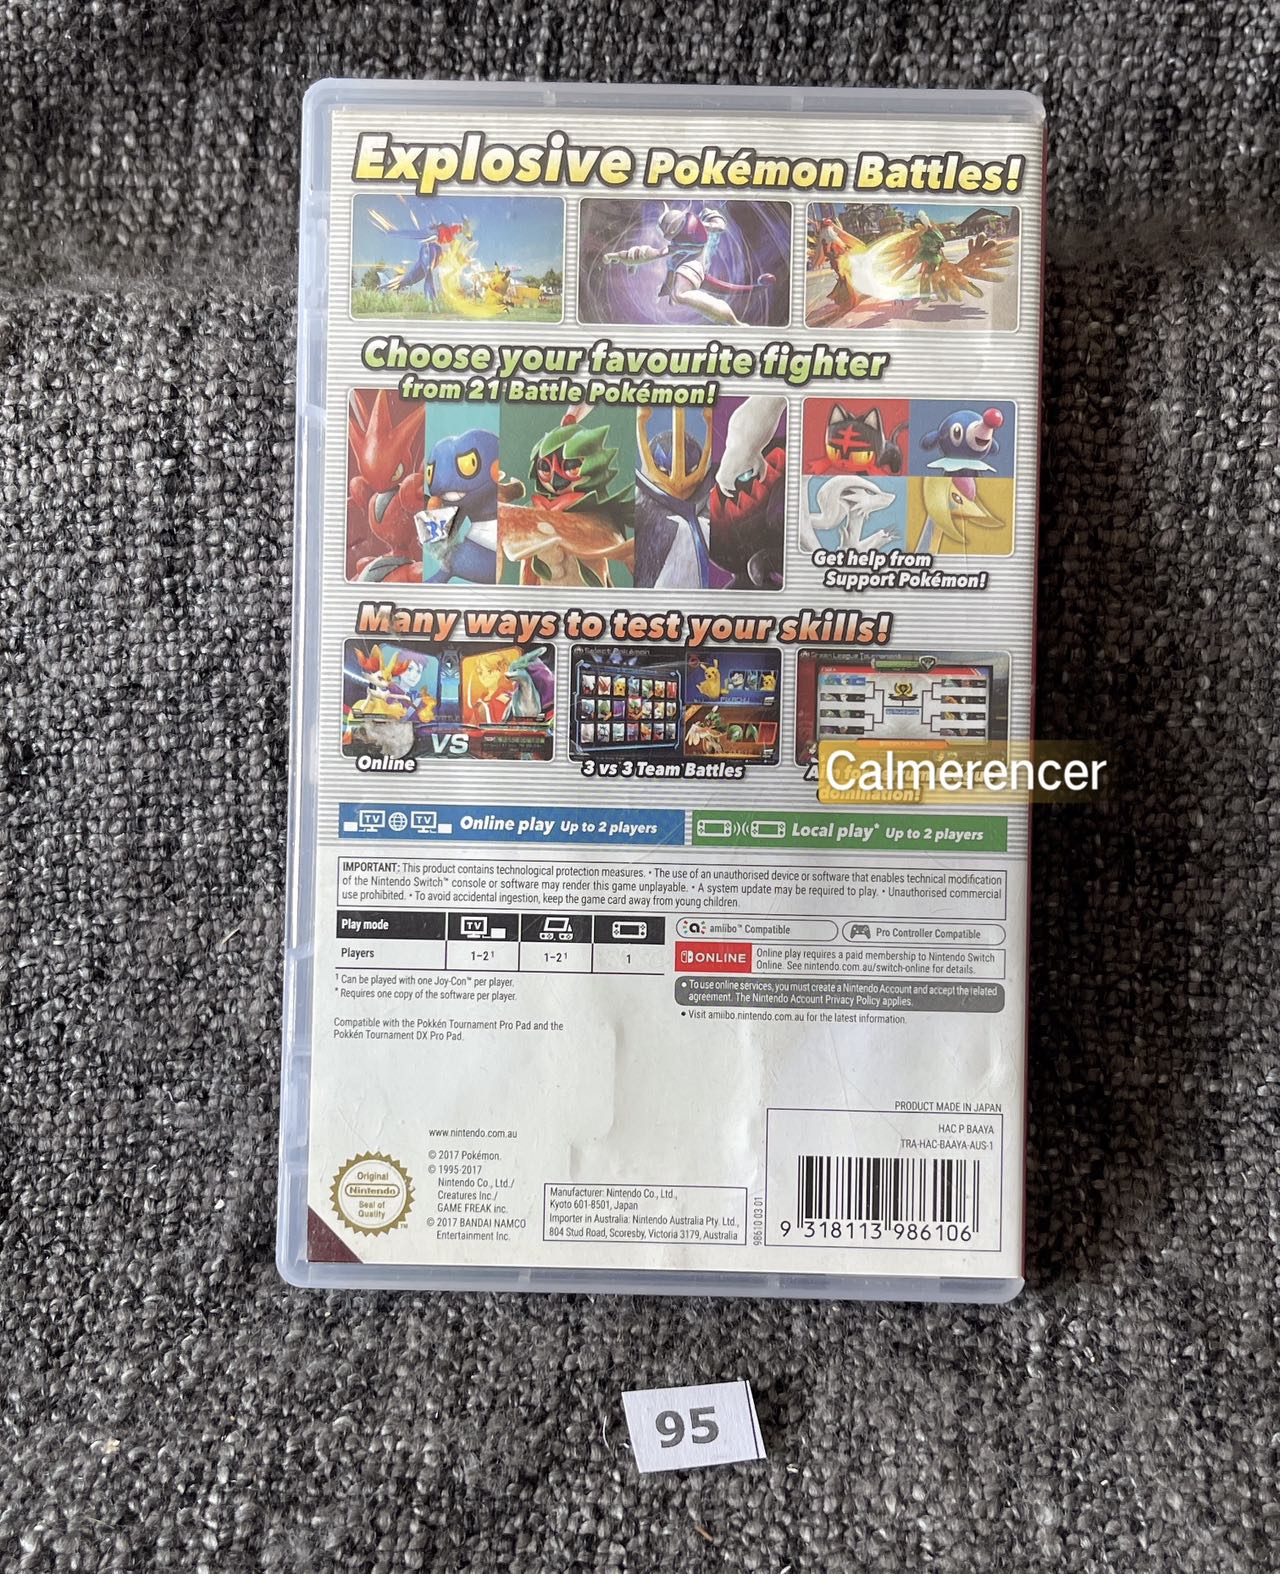 Explosive Pokémon Battles!
Choose your favourite fighter
from 21 Battle Pokémon!
Get help from
Support Pokémon!
Many ways to test your skills!
Select Pokémon
Green League Tournament
VS
Online
3 vs 3 Team Battles
Calmerencer
domination!
TV TV Online play Up to 2 players
Local play* Up to 2 players
IMPORTANT: This product contains technological protection measures. • The use of an unauthorised device or software that enables technical modification
of the Nintendo Switch™ console or software may render this game unplayable. • A system update may be required to play. • Unauthorised commercial
use prohibited. • To avoid accidental ingestion, keep the game card away from young children.
Play mode TV
Players 1-2¹ 1-2¹ 1
amiibo™ Compatible
Pro Controller Compatible
ONLINE
Online play requires a paid membership to Nintendo Switch
Online. See nintendo.com.au/switch-online for details.
¹ Can be played with one Joy-Con™ per player.
* Requires one copy of the software per player.
• To use online services, you must create a Nintendo Account and accept the related
agreement. The Nintendo Account Privacy Policy applies.
• Visit amiibo.nintendo.com.au for the latest information.
Compatible with the Pokkén Tournament Pro Pad and the
Pokkén Tournament DX Pro Pad.
PRODUCT MADE IN JAPAN
HAC P BAAYA
TRA-HAC-BAAYA-AUS-1
www.nintendo.com.au
© 2017 Pokémon.
© 1995-2017
Nintendo Co., Ltd./
Creatures Inc./
GAME FREAK inc.
© 2017 BANDAI NAMCO
Entertainment Inc.
Original
Nintendo
Seal of
Quality
TM
Manufacturer: Nintendo Co., Ltd.,
Kyoto 601-8501, Japan
Importer in Australia: Nintendo Australia Pty. Ltd.,
804 Stud Road, Scoresby, Victoria 3179, Australia
98610 03 01
9 318113 986106
95